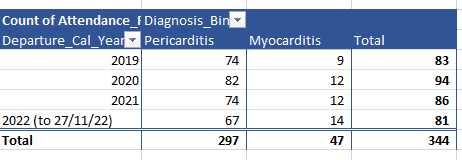 Count of Attendance_ Diagnosis_Bin
Departure_Cal_Year Pericarditis Myocarditis Total
2019 74 9 83
2020 82 12 94
2021 74 12 86
2022 (to 27/11/22) 67 14 81
Total 297 47 344